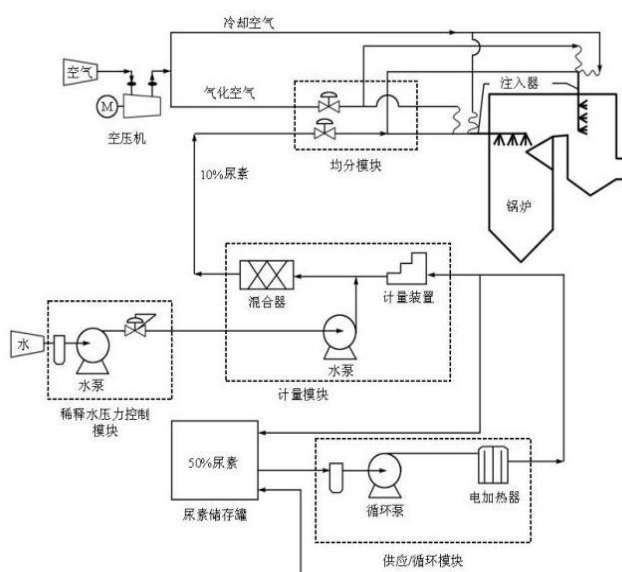 冷却空气
空气
注入器
M
气化空气
空压机
均分模块
10%尿素
锅炉
混合器
计量装置
水
水泵
水泵
计量模块
稀释水压力控制
模块
50%尿素
尿素储存罐
循环泵
电加热器
供应/循环模块